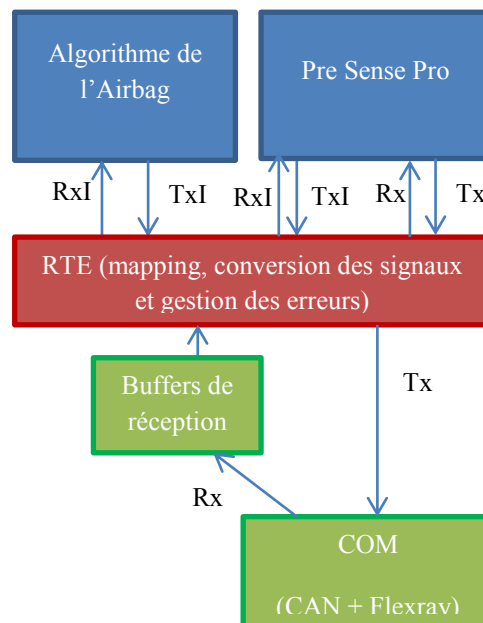 Algorithme de
l'Airbag
Pre Sense Pro
RxI
TxI
RxI
TxI
Rx
Tx
RTE (mapping, conversion des signaux
et gestion des erreurs)
Buffers de
réception
Tx
Rx
COM
(CAN + Flexray)